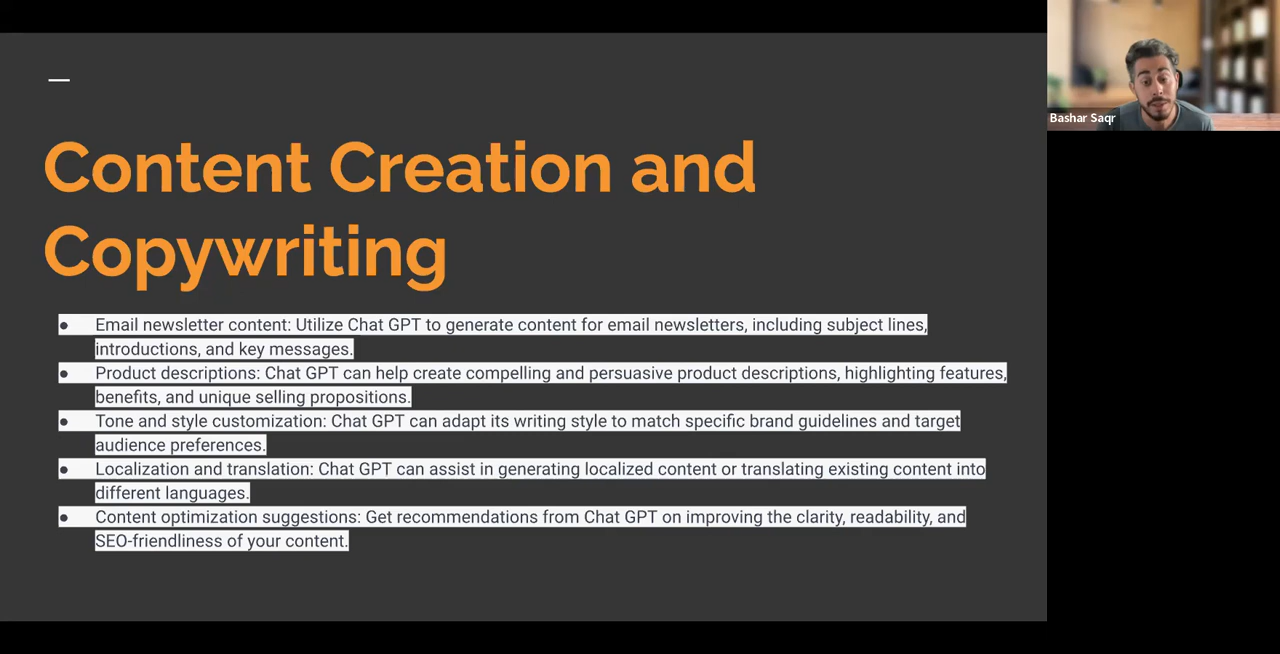 Content Creation and
Copywriting
● Email newsletter content: Utilize Chat GPT to generate content for email newsletters, including subject lines,
introductions, and key messages.
● Product descriptions: Chat GPT can help create compelling and persuasive product descriptions, highlighting features,
benefits, and unique selling propositions.
● Tone and style customization: Chat GPT can adapt its writing style to match specific brand guidelines and target
audience preferences.
● Localization and translation: Chat GPT can assist in generating localized content or translating existing content into
different languages.
● Content optimization suggestions: Get recommendations from Chat GPT on improving the clarity, readability, and
SEO-friendliness of your content.
Bashar Saqr